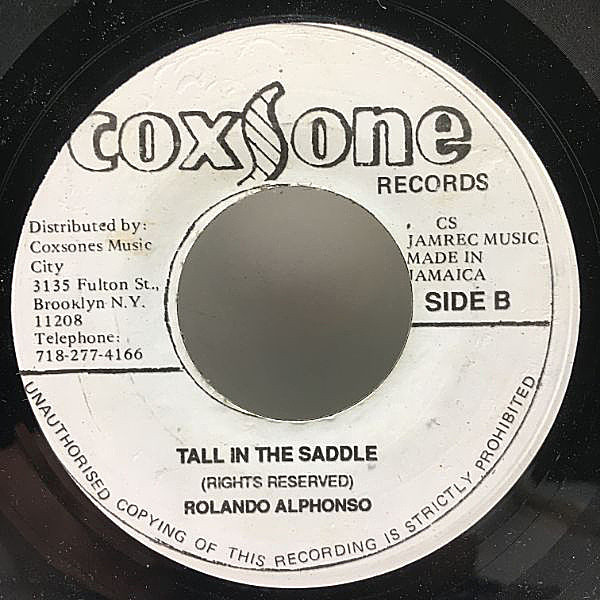 coxsone
RECORDS
Distributed by:
Coxsones Music
City
3135 Fulton St.,
Brooklyn N.Y.
11208
Telephone:
718-277-4166
CS
JAMREC MUSIC
MADE IN
JAMAICA
SIDE B
TALL IN THE SADDLE
(RIGHTS RESERVED)
ROLANDO ALPHONSO
UNAUTHORISED COPYING OF THIS RECORDING IS STRICTLY PROHIBITED